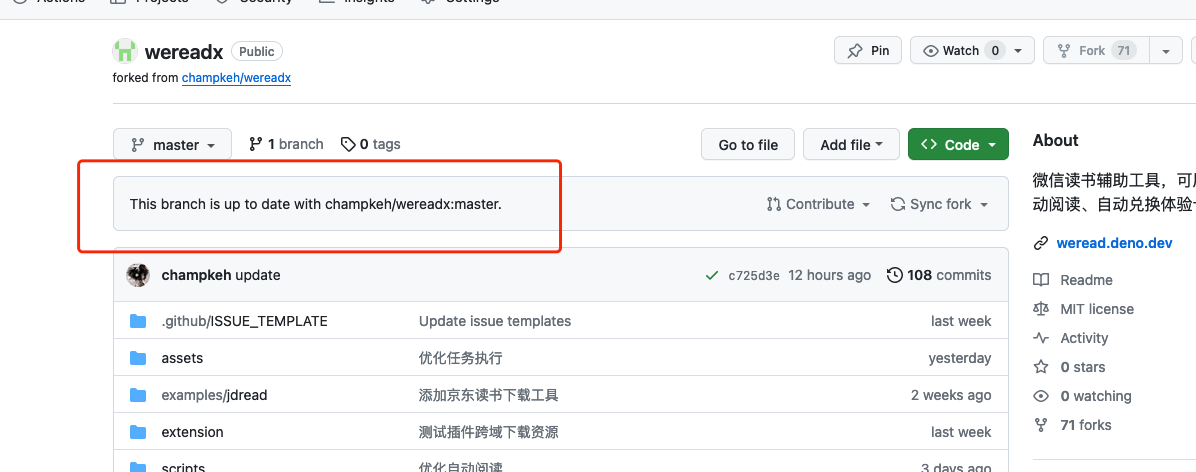 Actions Projects Security Insights Settings
wereadx Public
Pin Watch 0 Fork 71
forked from champkeh/wereadx
master 1 branch 0 tags Go to file Add file Code
This branch is up to date with champkeh/wereadx:master. Contribute Sync fork
champkeh update c725d3e 12 hours ago 108 commits
.github/ISSUE_TEMPLATE Update issue templates last week
assets 优化任务执行 yesterday
examples/jdread 添加京东读书下载工具 2 weeks ago
extension 测试插件跨域下载资源 last week
scripts 优化自动阅读 3 days ago
About
微信读书辅助工具，可
动阅读、自动兑换体验
weread.deno.dev
Readme
MIT license
Activity
0 stars
0 watching
71 forks